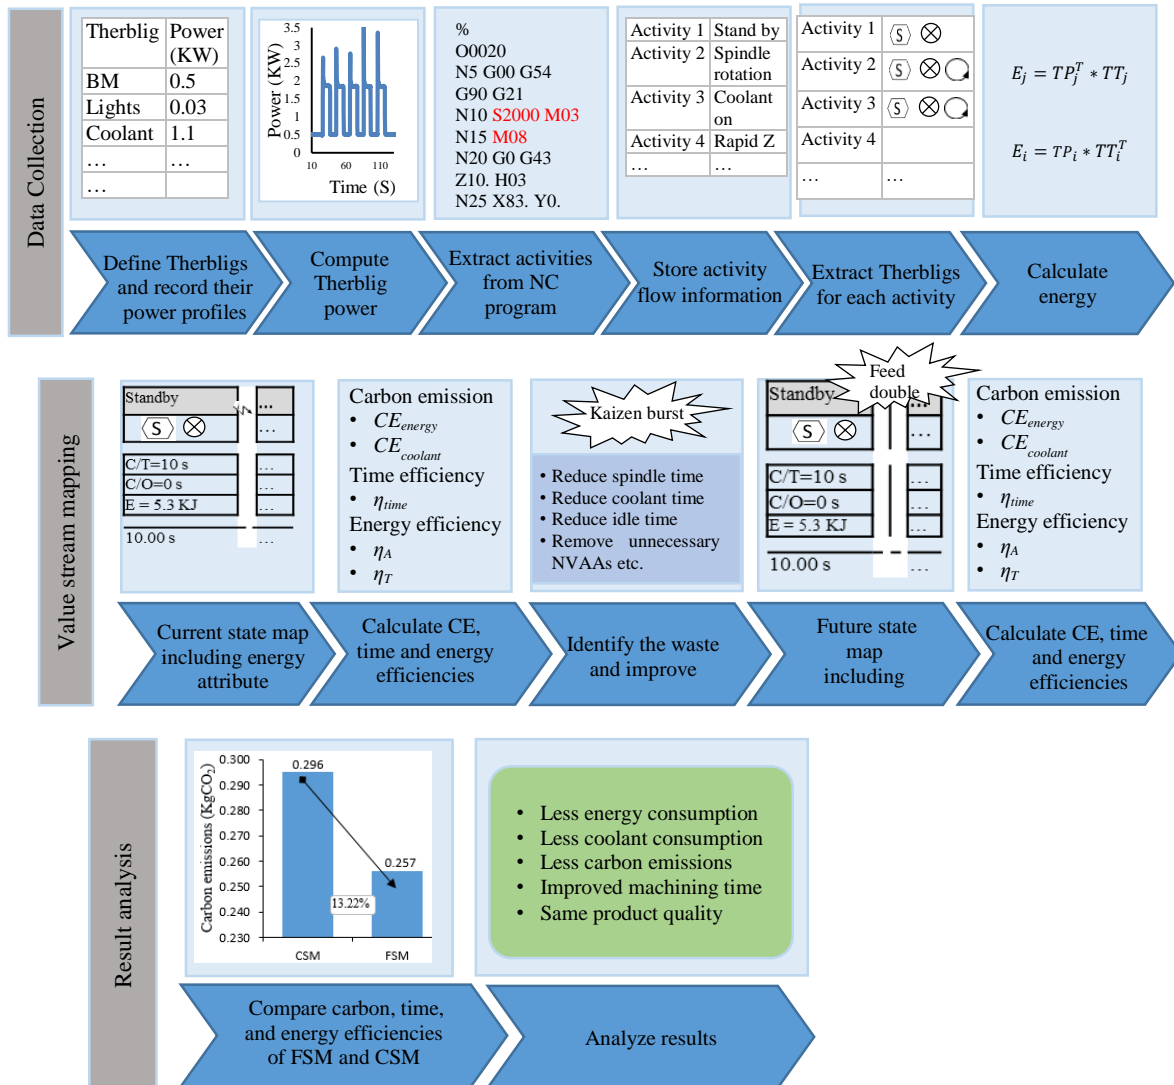 Data Collection
Therblig Power
(KW)
BM 0.5
Lights 0.03
Coolant 1.1
… …
…
Power (KW)
3.5
3
2.5
2
1.5
1
0.5
0
10 60 110
Time (S)
%
O0020
N5 G00 G54
G90 G21
N10 S2000 M03
N15 M08
N20 G0 G43
Z10. H03
N25 X83. Y0.
Activity 1 Stand by
Activity 2 Spindle
rotation
Activity 3 Coolant
on
Activity 4 Rapid Z
… …
Activity 1 S
Activity 2 S
Activity 3 S
Activity 4
… …
E_j = TP_j^T * TT_j
E_i = TP_i * TT_i^T
Define Therbligs
and record their
power profiles
Compute
Therblig
power
Extract activities
from NC
program
Store activity
flow information
Extract Therbligs
for each activity
Calculate
energy
Value stream mapping
Standby …
S …
C/T=10 s …
C/O=0 s …
E = 5.3 KJ …
10.00 s …
Carbon emission
• CE_energy
• CE_coolant
Time efficiency
• η_time
Energy efficiency
• η_A
• η_T
Kaizen burst
• Reduce spindle time
• Reduce coolant time
• Reduce idle time
• Remove unnecessary
NVAAs etc.
Feed
double
Standby …
S …
C/T=10 s …
C/O=0 s …
E = 5.3 KJ …
10.00 s …
Carbon emission
• CE_energy
• CE_coolant
Time efficiency
• η_time
Energy efficiency
• η_A
• η_T
Current state map
including energy
attribute
Calculate CE,
time and energy
efficiencies
Identify the waste
and improve
Future state
map
including
Calculate CE, time
and energy
efficiencies
Result analysis
Carbon emissions (KgCO₂)
0.300
0.290
0.280
0.270
0.260
0.250
0.240
0.230
0.296
0.257
13.22%
CSM FSM
• Less energy consumption
• Less coolant consumption
• Less carbon emissions
• Improved machining time
• Same product quality
Compare carbon, time,
and energy efficiencies
of FSM and CSM
Analyze results